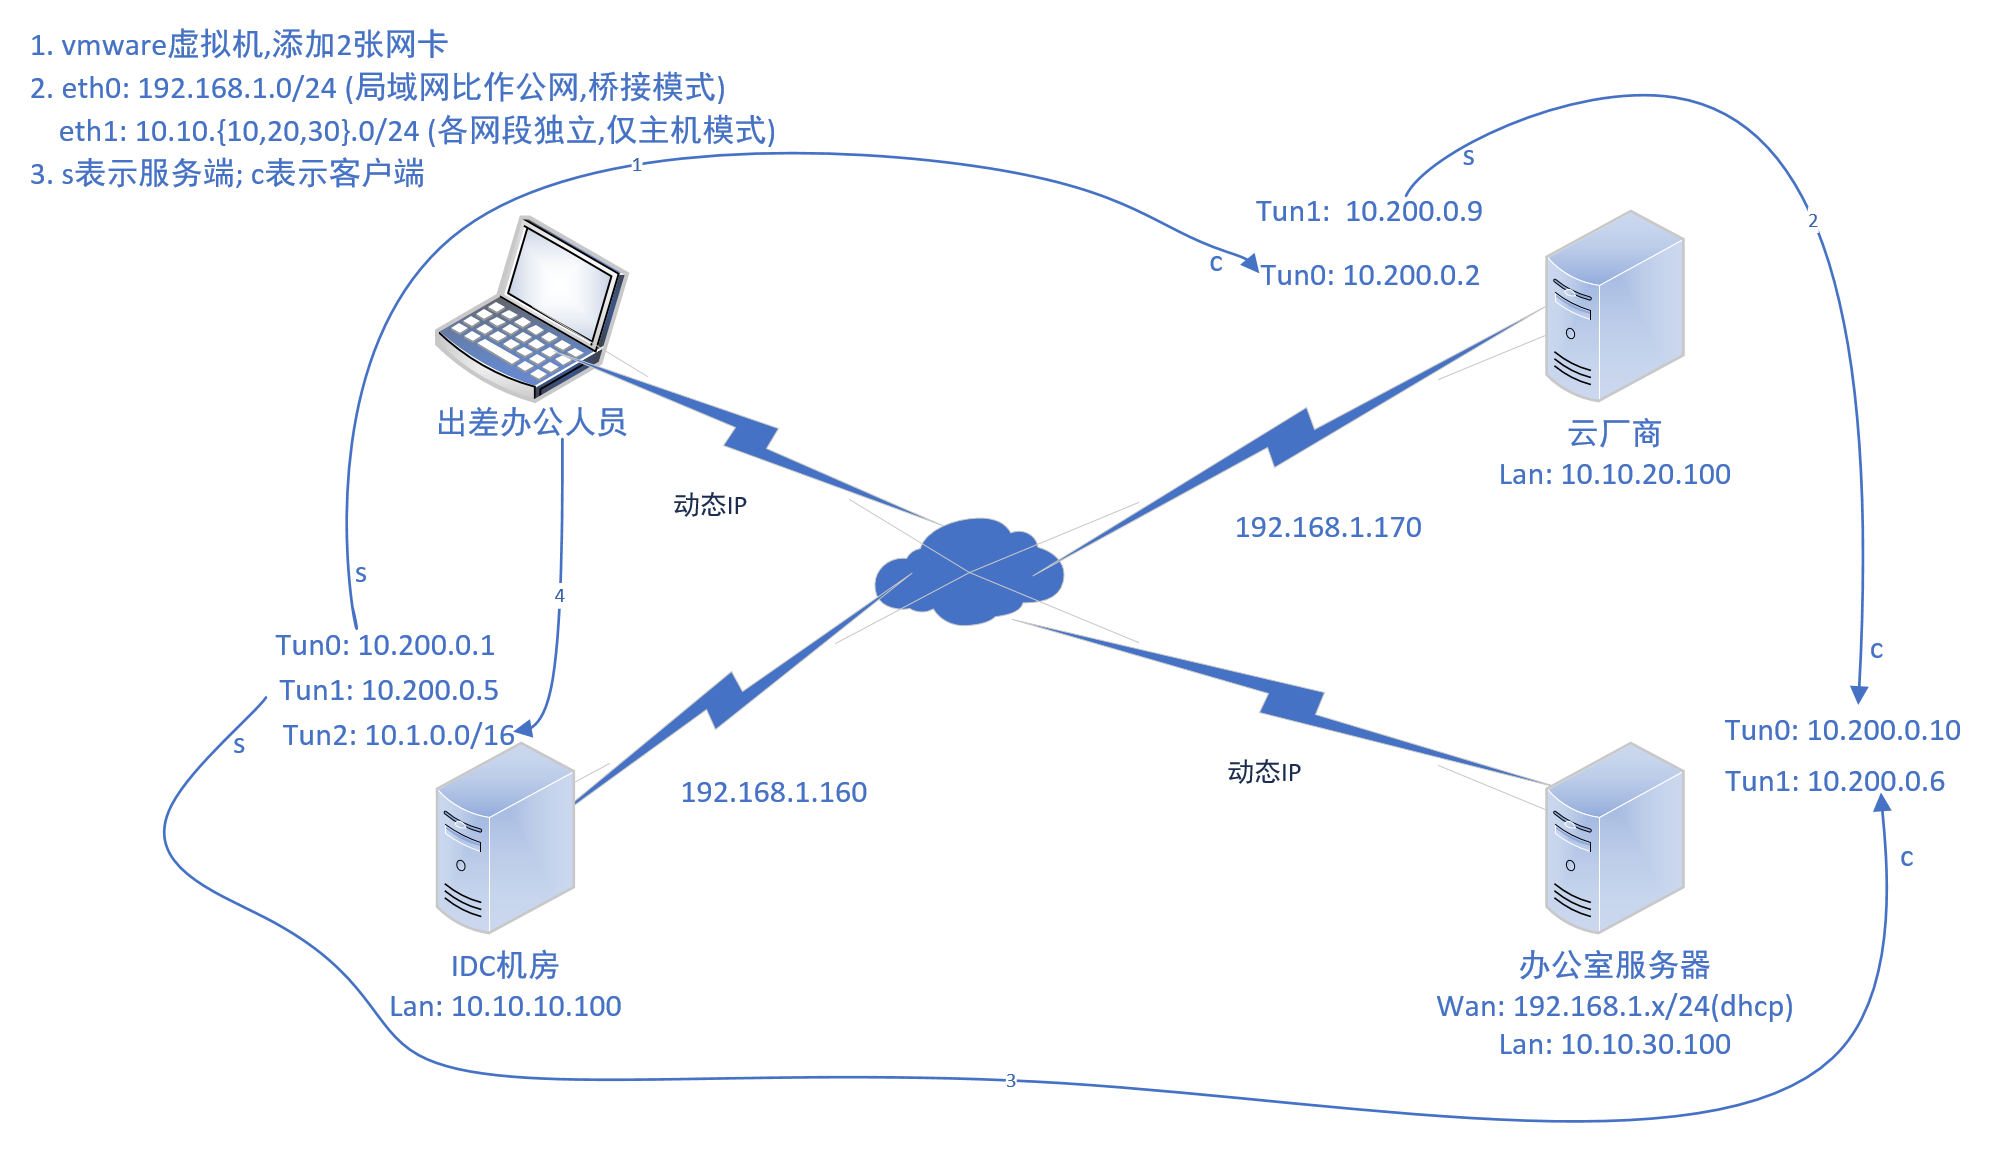 1. vmware虚拟机,添加2张网卡
2. eth0: 192.168.1.0/24 (局域网比作公网,桥接模式)
eth1: 10.10.{10,20,30}.0/24 (各网段独立,仅主机模式)
3. s表示服务端; c表示客户端
1
s
2
Tun1: 10.200.0.9
c
Tun0: 10.200.0.2
出差办公人员
云厂商
Lan: 10.10.20.100
动态IP
192.168.1.170
s
4
Tun0: 10.200.0.1
Tun1: 10.200.0.5
Tun2: 10.1.0.0/16
s
c
Tun0: 10.200.0.10
Tun1: 10.200.0.6
c
动态IP
192.168.1.160
IDC机房
Lan: 10.10.10.100
办公室服务器
Wan: 192.168.1.x/24(dhcp)
Lan: 10.10.30.100
3